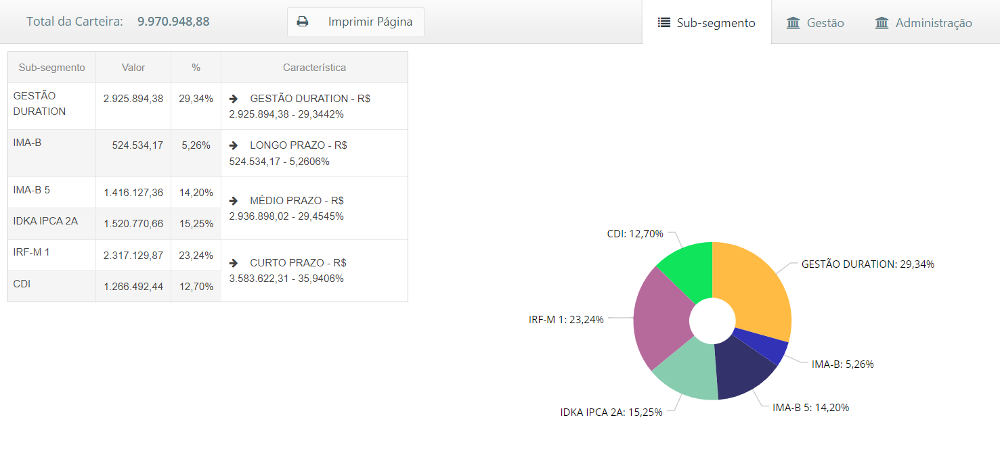 Total da Carteira: 9.970.948,88
Imprimir Página
Sub-segmento
Gestão
Administração
Sub-segmento Valor % Característica
GESTÃO DURATION 2.925.894,38 29,34% GESTÃO DURATION - R$
2.925.894,38 - 29,3442%
IMA-B 524.534,17 5,26% LONGO PRAZO - R$
524.534,17 - 5,2606%
IMA-B 5 1.416.127,36 14,20% MÉDIO PRAZO - R$
2.936.898,02 - 29,4545%
IDKA IPCA 2A 1.520.770,66 15,25%
IRF-M 1 2.317.129,87 23,24% CURTO PRAZO - R$
3.583.622,31 - 35,9406%
CDI 1.266.492,44 12,70%
CDI: 12,70%
GESTÃO DURATION: 29,34%
IRF-M 1: 23,24%
IMA-B: 5,26%
IMA-B 5: 14,20%
IDKA IPCA 2A: 15,25%